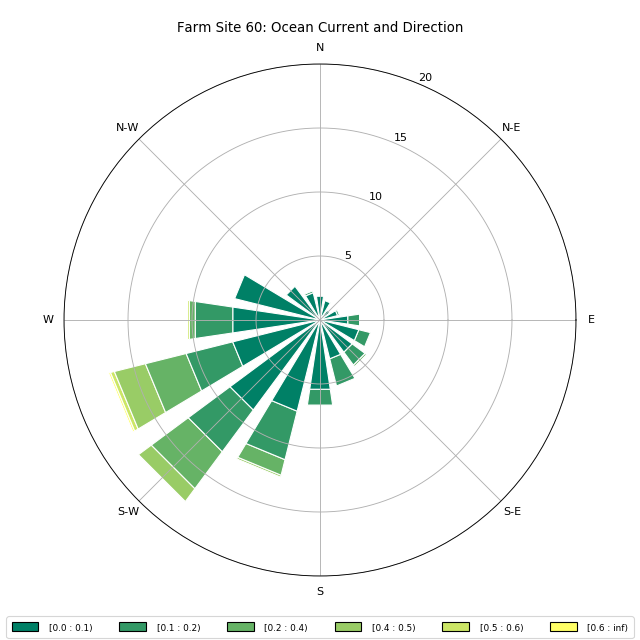 Farm Site 60: Ocean Current and Direction
N
N-W
N-E
20
15
10
5
W
E
S-W
S-E
S
[0.0 : 0.1)
[0.1 : 0.2)
[0.2 : 0.4)
[0.4 : 0.5)
[0.5 : 0.6)
[0.6 : inf)